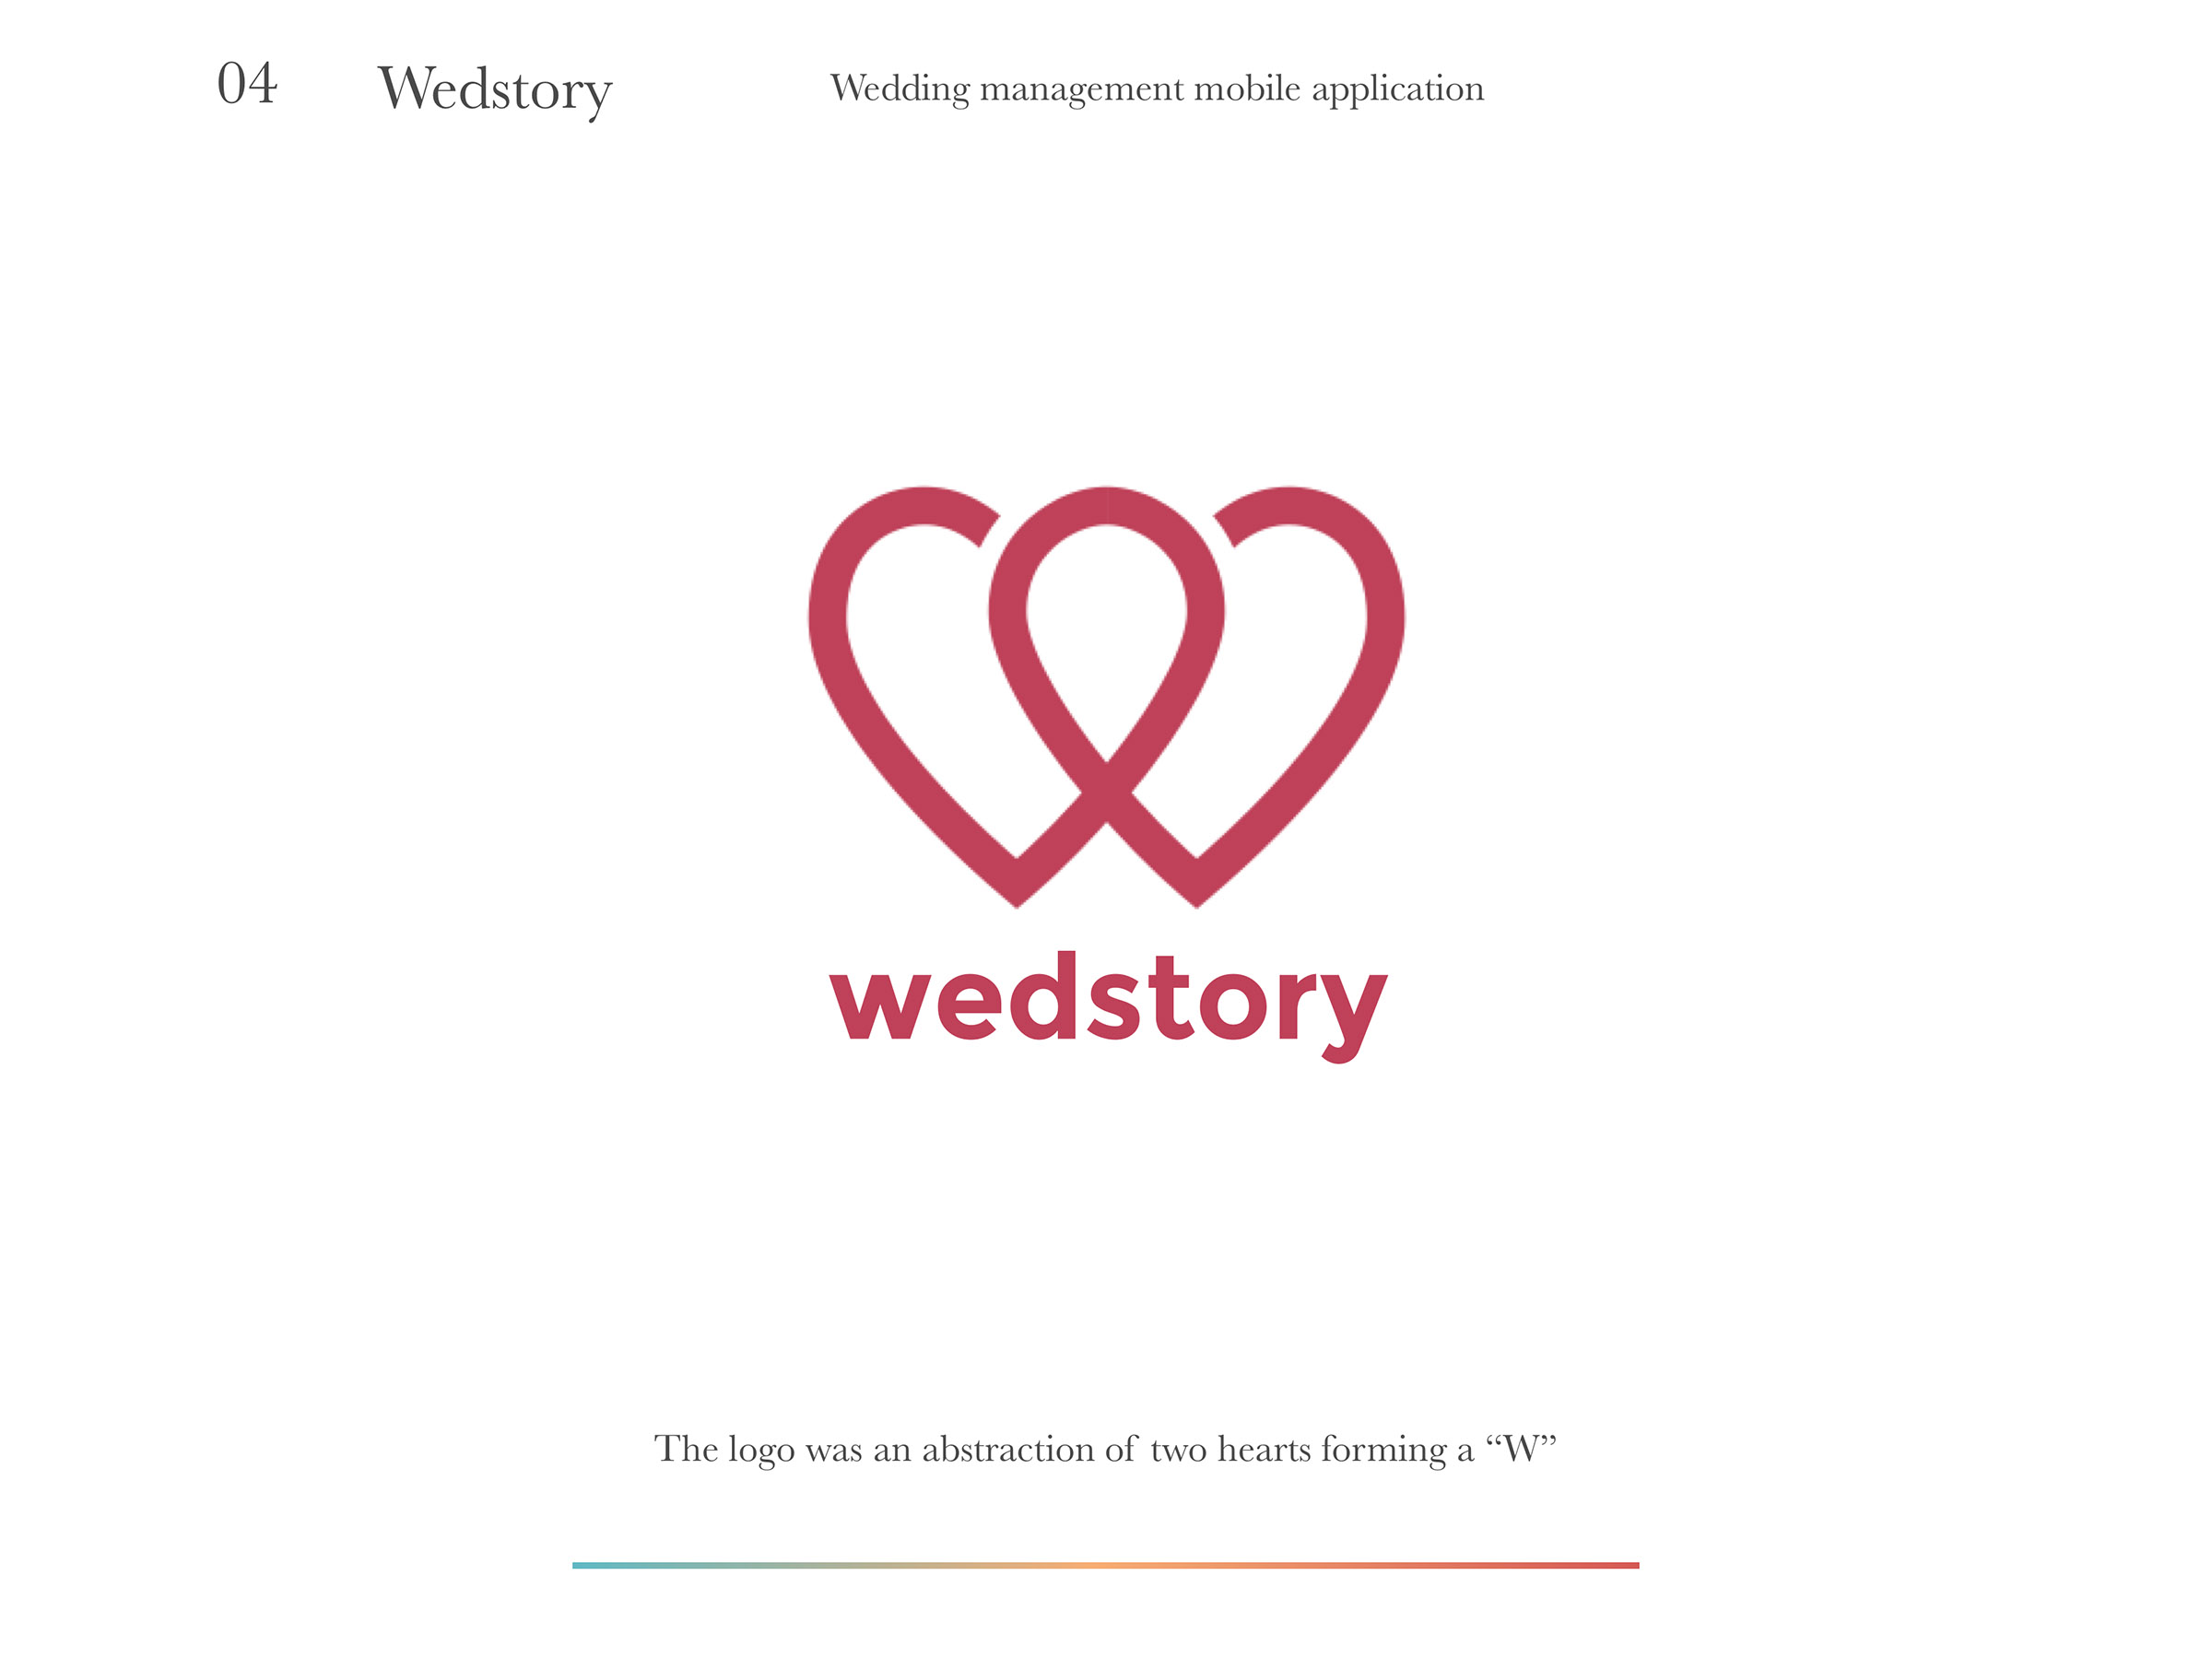 04 Wedstory Wedding management mobile application
wedstory
The logo was an abstraction of two hearts forming a “W”